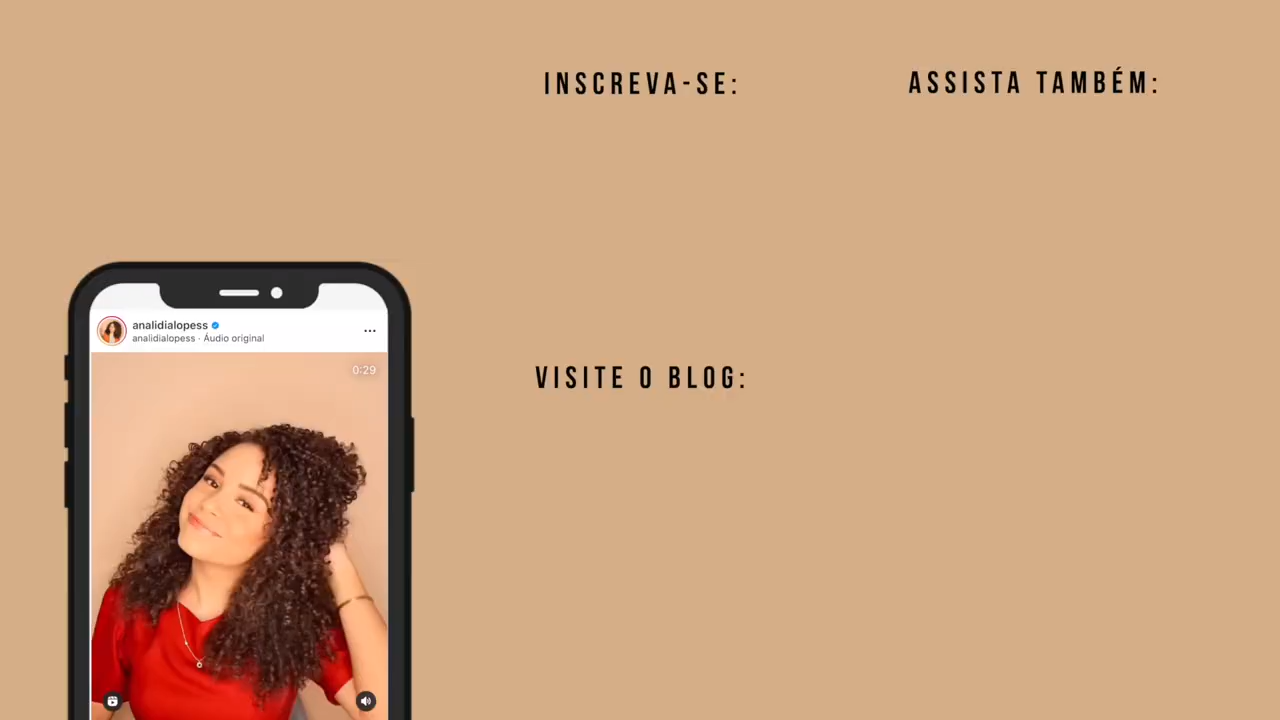 INSCREVA-SE:
ASSISTA TAMBÉM:
analidialopess
analidialopess · Áudio original
0:29
VISITE O BLOG: